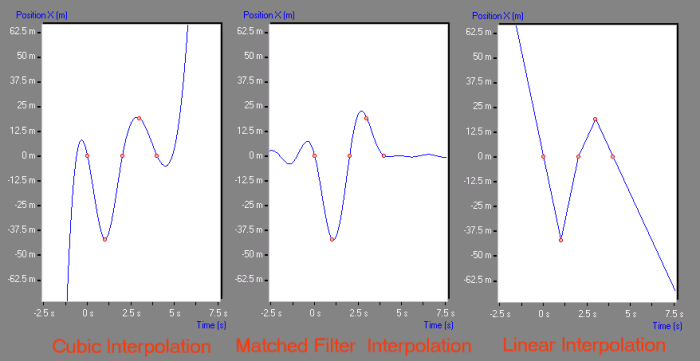 Position X (m)
62.5 m
50 m
37.5 m
25 m
12.5 m
0 m
-12.5 m
-25 m
-37.5 m
-50 m
-62.5 m
-2.5 s 0 s 2.5 s 5 s 7.5 s
Time (s)
Cubic Interpolation
Position X (m)
62.5 m
50 m
37.5 m
25 m
12.5 m
0 m
-12.5 m
-25 m
-37.5 m
-50 m
-62.5 m
-2.5 s 0 s 2.5 s 5 s 7.5 s
Time (s)
Matched Filter Interpolation
Position X (m)
62.5 m
50 m
37.5 m
25 m
12.5 m
0 m
-12.5 m
-25 m
-37.5 m
-50 m
-62.5 m
-2.5 s 0 s 2.5 s 5 s 7.5 s
Time (s)
Linear Interpolation